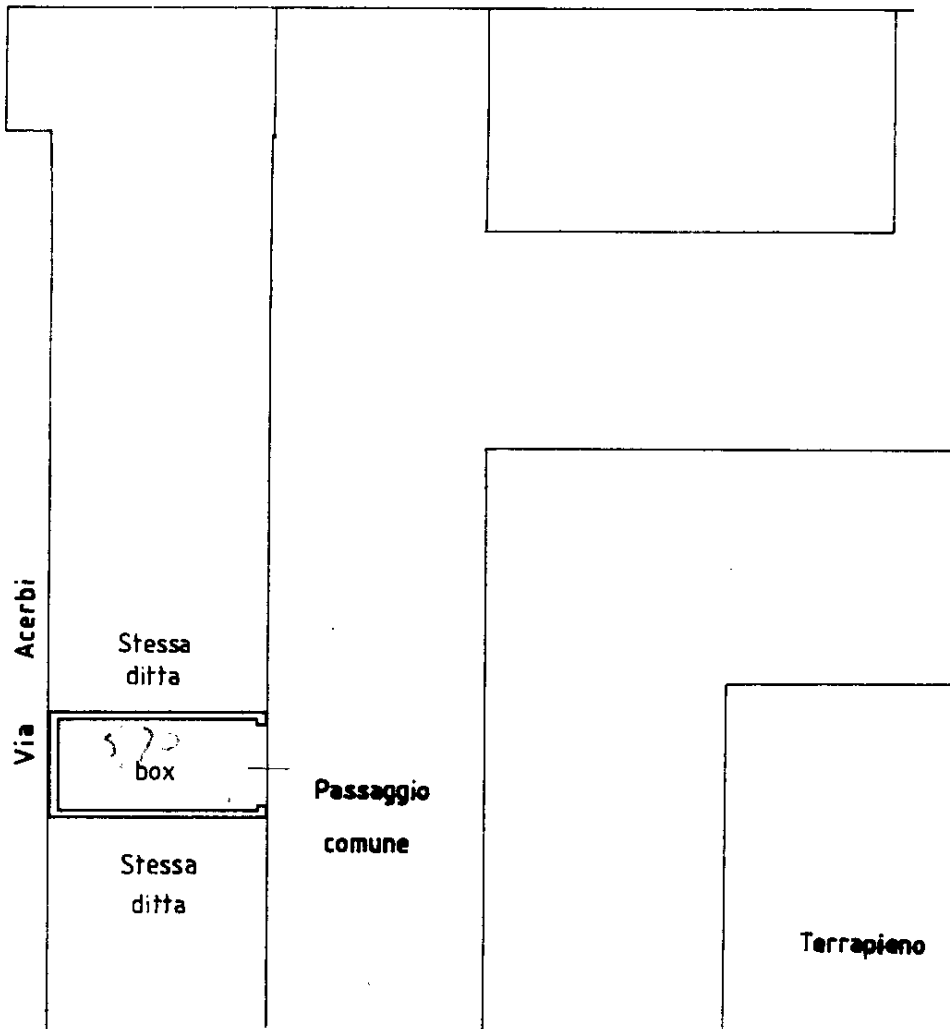 Via Acerbi
Stessa
ditta
box
Stessa
ditta
Passaggio
comune
Terrapieno